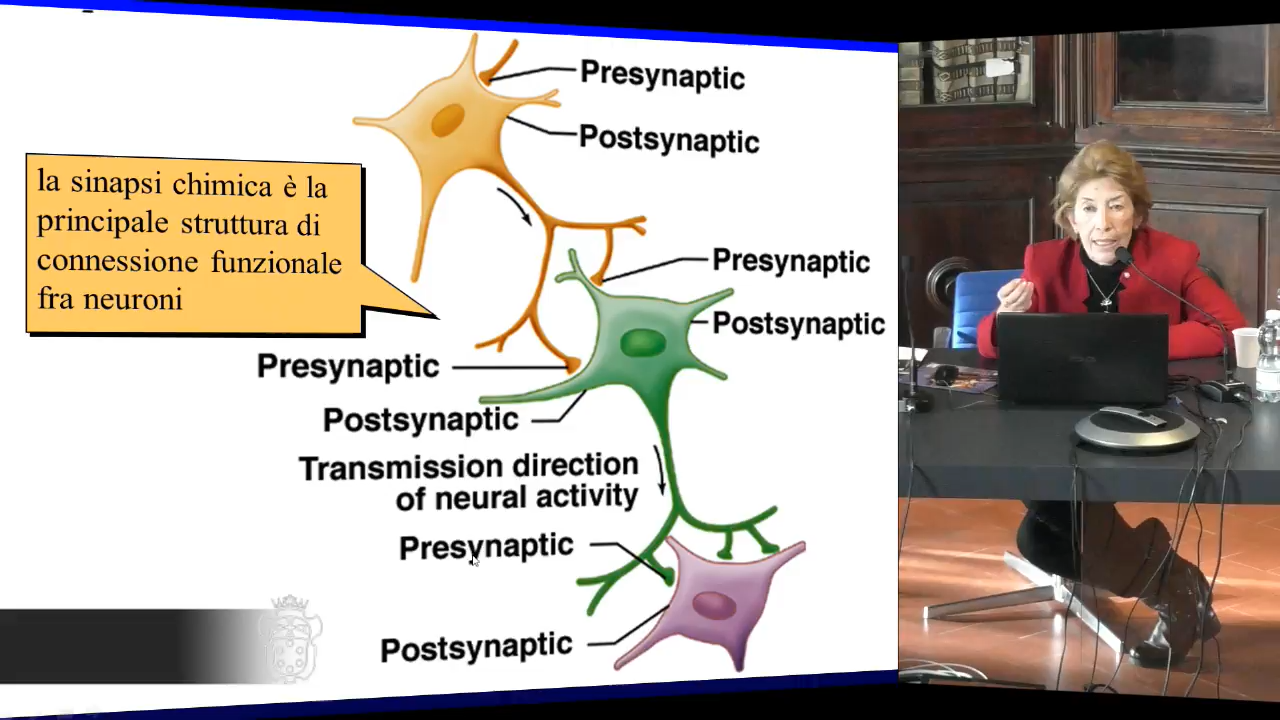 Presynaptic
Postsynaptic
la sinapsi chimica è la
principale struttura di
connessione funzionale
fra neuroni
Presynaptic
Postsynaptic
Presynaptic
Postsynaptic
Transmission direction
of neural activity
Presynaptic
Postsynaptic